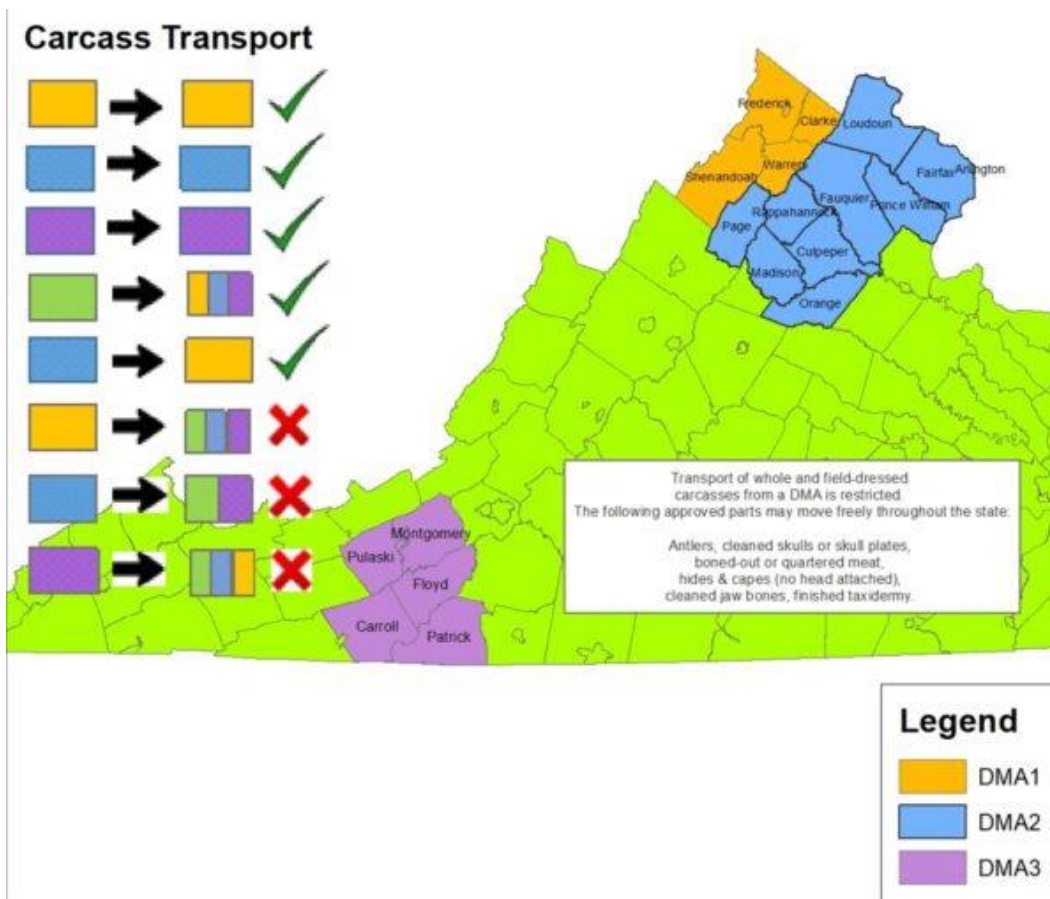 Carcass Transport
Frederick
Clarke
Loudoun
Warren
Shenandoah
Fairfax
Arlington
Fauquier
Prince William
Rappahannock
Page
Culpeper
Madison
Orange
Transport of whole and field-dressed
carcasses from a DMA is restricted.
The following approved parts may move freely throughout the state:
Antlers, cleaned skulls or skull plates,
boned-out or quartered meat,
hides & capes (no head attached),
cleaned jaw bones, finished taxidermy.
Montgomery
Pulaski
Floyd
Carroll
Patrick
Legend
DMA1
DMA2
DMA3